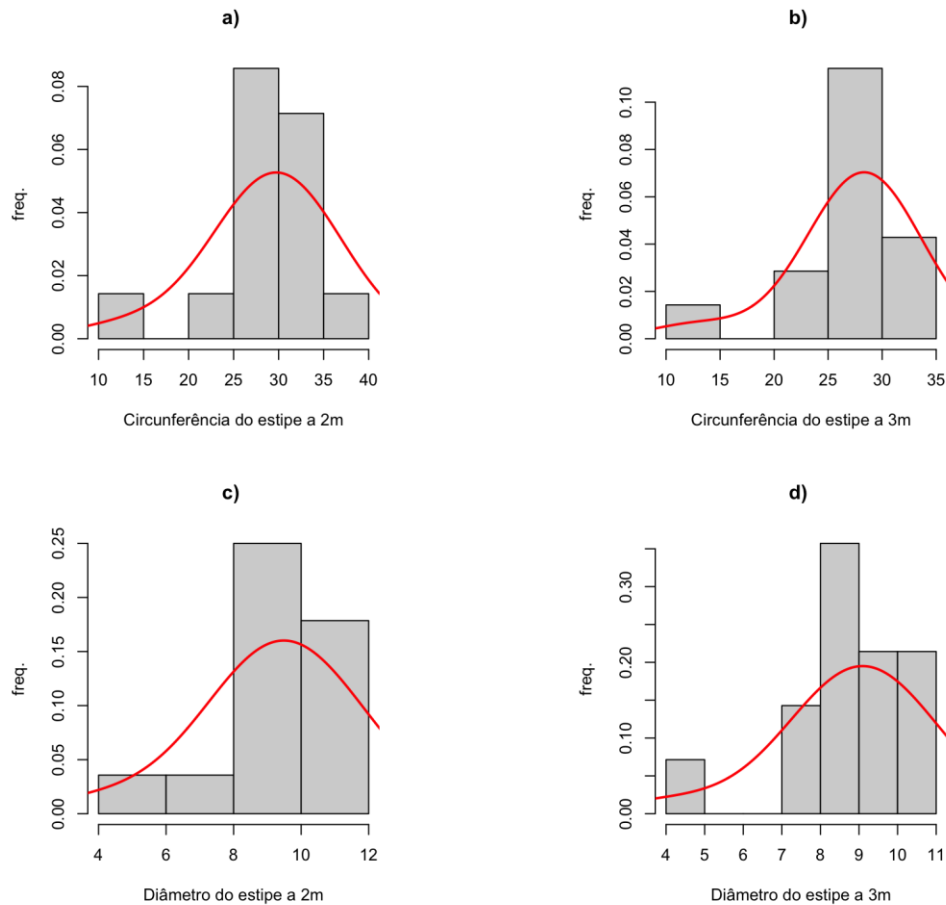 a)
freq.
0.00 0.02 0.04 0.06 0.08
10 15 20 25 30 35 40
Circunferência do estipe a 2m
b)
freq.
0.00 0.02 0.04 0.06 0.08 0.10
10 15 20 25 30 35
Circunferência do estipe a 3m
c)
freq.
0.00 0.05 0.10 0.15 0.20 0.25
4 6 8 10 12
Diâmetro do estipe a 2m
d)
freq.
0.00 0.10 0.20 0.30
4 5 6 7 8 9 10 11
Diâmetro do estipe a 3m